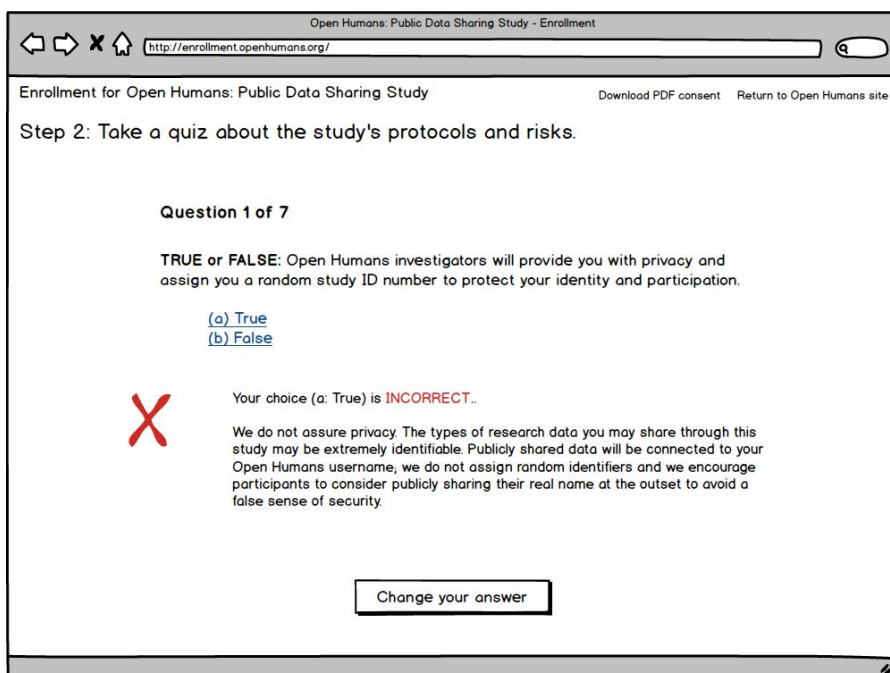 Open Humans: Public Data Sharing Study - Enrollment
http://enrollment.openhumans.org/
Enrollment for Open Humans: Public Data Sharing Study
Download PDF consent Return to Open Humans site
Step 2: Take a quiz about the study's protocols and risks.
Question 1 of 7
TRUE or FALSE: Open Humans investigators will provide you with privacy and
assign you a random study ID number to protect your identity and participation.
(a) True
(b) False
Your choice (a: True) is INCORRECT..
We do not assure privacy. The types of research data you may share through this
study may be extremely identifiable. Publicly shared data will be connected to your
Open Humans username; we do not assign random identifiers and we encourage
participants to consider publicly sharing their real name at the outset to avoid a
false sense of security.
Change your answer